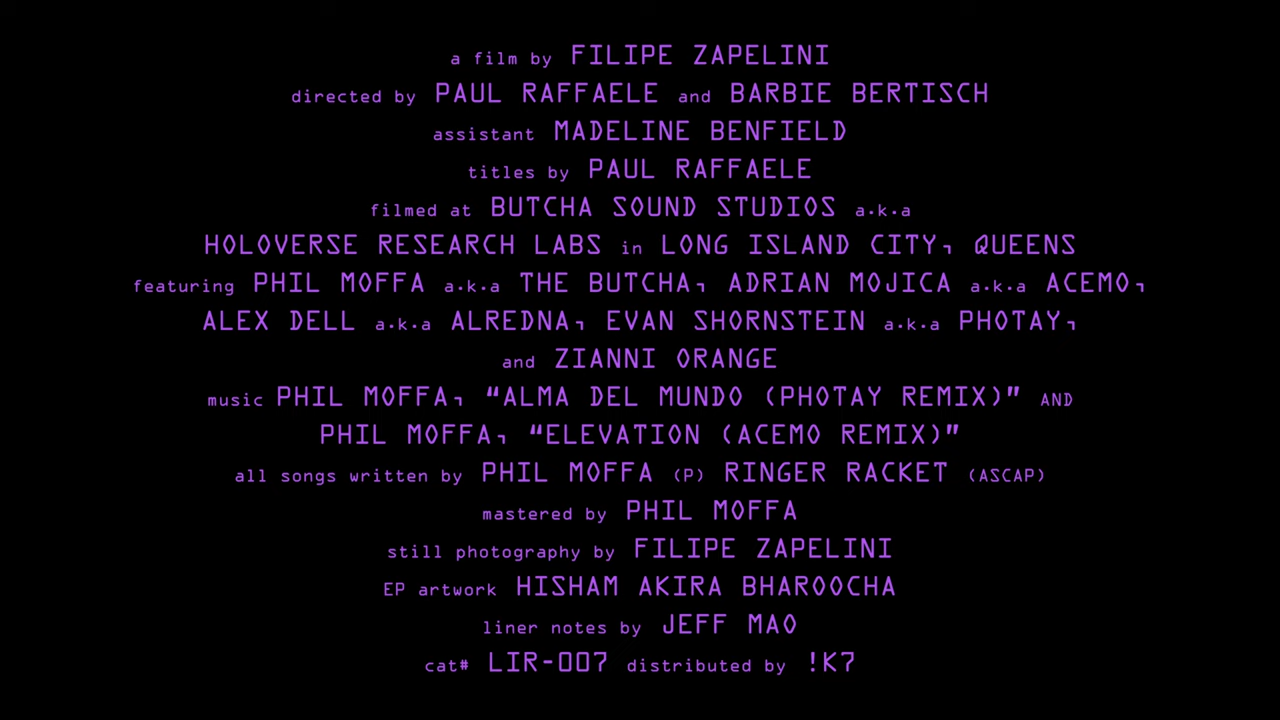 a film by FILIPE ZAPELINI
directed by PAUL RAFFAELE and BARBIE BERTISCH
assistant MADELINE BENFIELD
titles by PAUL RAFFAELE
filmed at BUTCHA SOUND STUDIOS a.k.a
HOLOVERSE RESEARCH LABS in LONG ISLAND CITY, QUEENS
featuring PHIL MOFFA a.k.a THE BUTCHA, ADRIAN MOJICA a.k.a ACEMO,
ALEX DELL a.k.a ALREDNA, EVAN SHORNSTEIN a.k.a PHOTAY,
and ZIANNI ORANGE
music PHIL MOFFA, “ALMA DEL MUNDO (PHOTAY REMIX)” AND
PHIL MOFFA, “ELEVATION (ACEMO REMIX)”
all songs written by PHIL MOFFA (P) RINGER RACKET (ASCAP)
mastered by PHIL MOFFA
still photography by FILIPE ZAPELINI
EP artwork HISHAM AKIRA BHAROOCHA
liner notes by JEFF MAO
cat# LIR-007 distributed by !K7